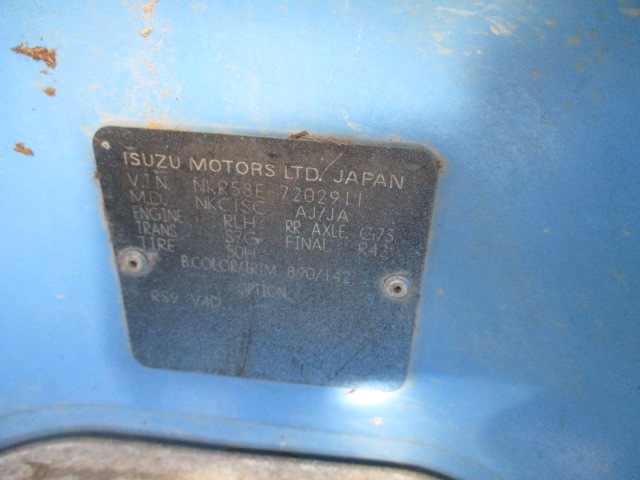 ISUZU MOTORS LTD. JAPAN
V.I.N. NKR58E-7202911
M.D. NKC1SC AJ/JA
ENGINE RLH RR AXLE G73
TRANS S7G FINAL R43
TIRE 50H
B.COLOR/TRIM 890/142
OPTION
RS9 V4D